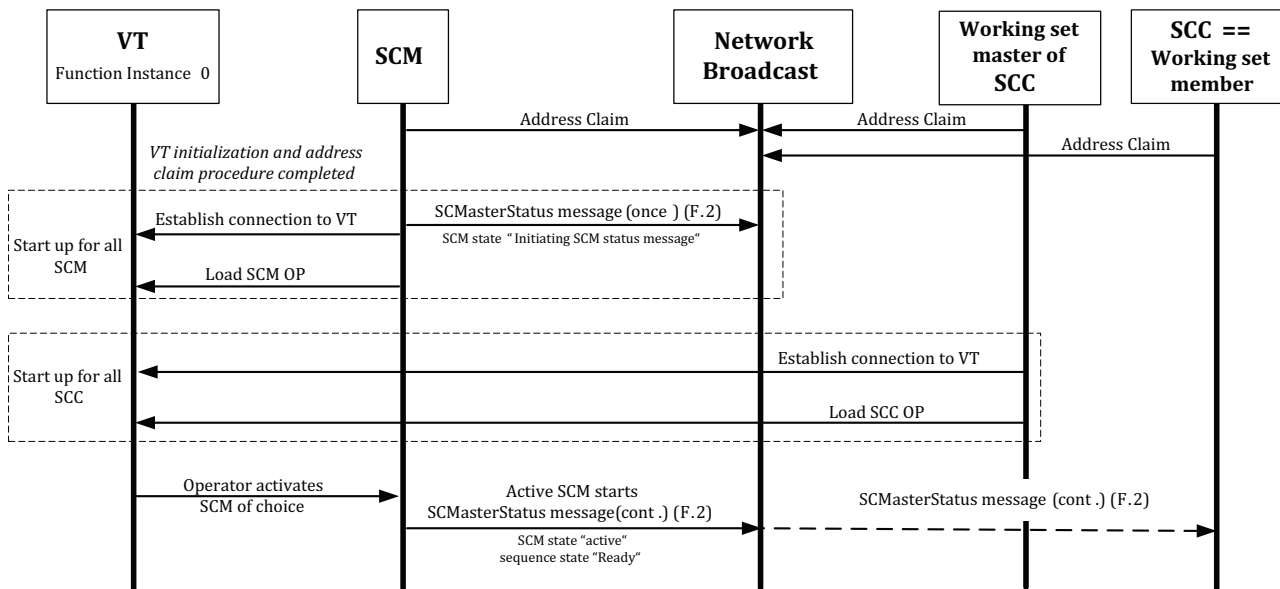 VT
Function Instance 0
SCM
Network
Broadcast
Working set
master of
SCC
SCC ==
Working set
member
Address Claim
Address Claim
Address Claim
VT initialization and address
claim procedure completed
Start up for all
SCM
Establish connection to VT
SCMasterStatus message (once ) (F.2)
SCM state “ Initiating SCM status message“
Load SCM OP
Start up for all
SCC
Establish connection to VT
Load SCC OP
Operator activates
SCM of choice
Active SCM starts
SCMasterStatus message(cont .) (F.2)
SCM state “active“
sequence state “Ready“
SCMasterStatus message (cont .) (F.2)